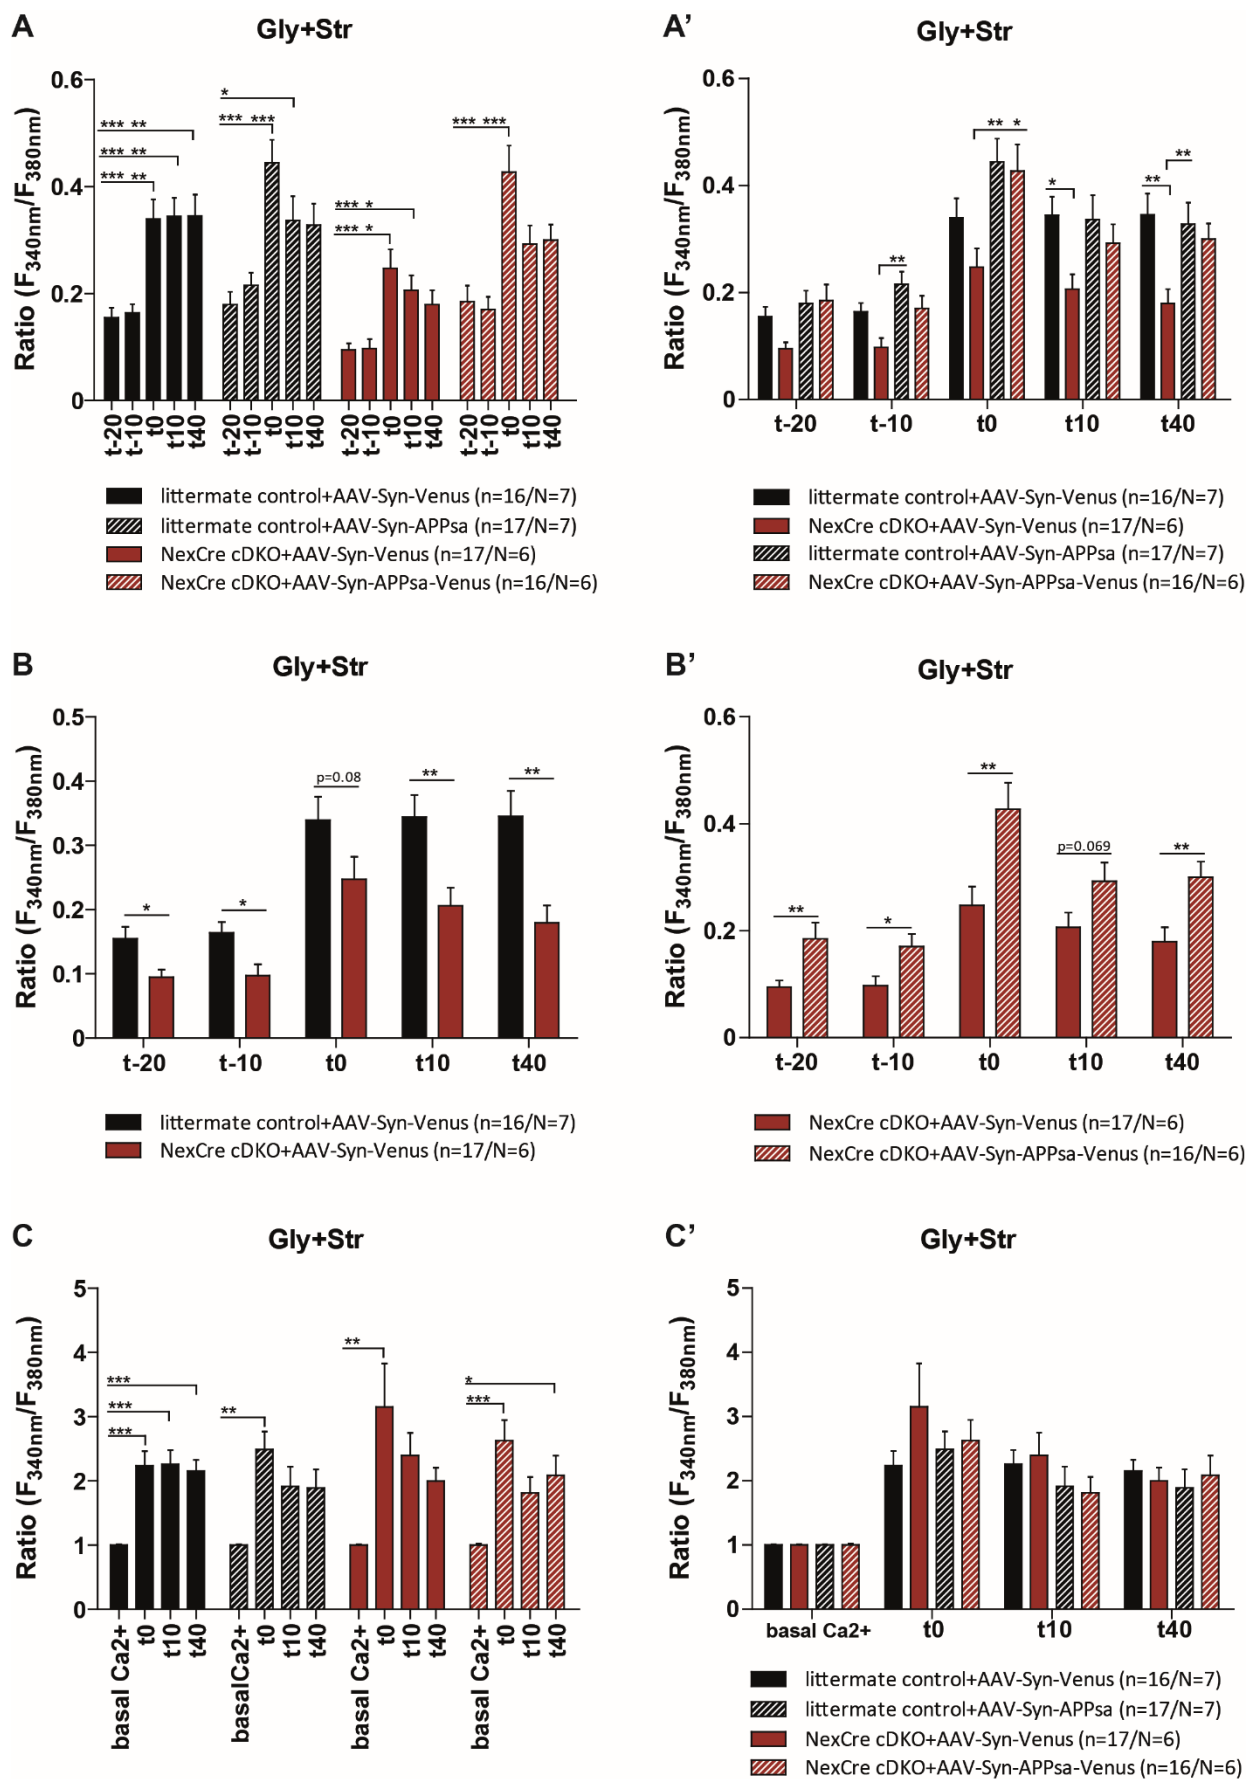 A
Gly+Str
Ratio (F340nm/F380nm)
0.6
0.4
0.2
0
*** **
*** **
*** **
*
*** ***
*** *
*** *
*** ***
t-20 t-10 t0 t10 t40 t-20 t-10 t0 t10 t40 t-20 t-10 t0 t10 t40 t-20 t-10 t0 t10 t40
littermate control+AAV-Syn-Venus (n=16/N=7)
littermate control+AAV-Syn-APPsa (n=17/N=7)
NexCre cDKO+AAV-Syn-Venus (n=17/N=6)
NexCre cDKO+AAV-Syn-APPsa-Venus (n=16/N=6)
A’
Gly+Str
Ratio (F340nm/F380nm)
0.6
0.4
0.2
0
**
** *
*
**
**
t-20 t-10 t0 t10 t40
littermate control+AAV-Syn-Venus (n=16/N=7)
NexCre cDKO+AAV-Syn-Venus (n=17/N=6)
littermate control+AAV-Syn-APPsa (n=17/N=7)
NexCre cDKO+AAV-Syn-APPsa-Venus (n=16/N=6)
B
Gly+Str
Ratio (F340nm/F380nm)
0.5
0.4
0.3
0.2
0.1
0
*
*
p=0.08
**
**
t-20 t-10 t0 t10 t40
littermate control+AAV-Syn-Venus (n=16/N=7)
NexCre cDKO+AAV-Syn-Venus (n=17/N=6)
B’
Gly+Str
Ratio (F340nm/F380nm)
0.6
0.4
0.2
0
**
*
**
p=0.069
**
t-20 t-10 t0 t10 t40
NexCre cDKO+AAV-Syn-Venus (n=17/N=6)
NexCre cDKO+AAV-Syn-APPsa-Venus (n=16/N=6)
C
Gly+Str
Ratio (F340nm/F380nm)
5
4
3
2
1
0
***
***
***
**
**
*
***
basal Ca2+ t0 t10 t40 basalCa2+ t0 t10 t40 basal Ca2+ t0 t10 t40 basal Ca2+ t0 t10 t40
C’
Gly+Str
Ratio (F340nm/F380nm)
5
4
3
2
1
0
basal Ca2+ t0 t10 t40
littermate control+AAV-Syn-Venus (n=16/N=7)
littermate control+AAV-Syn-APPsa (n=17/N=7)
NexCre cDKO+AAV-Syn-Venus (n=17/N=6)
NexCre cDKO+AAV-Syn-APPsa-Venus (n=16/N=6)